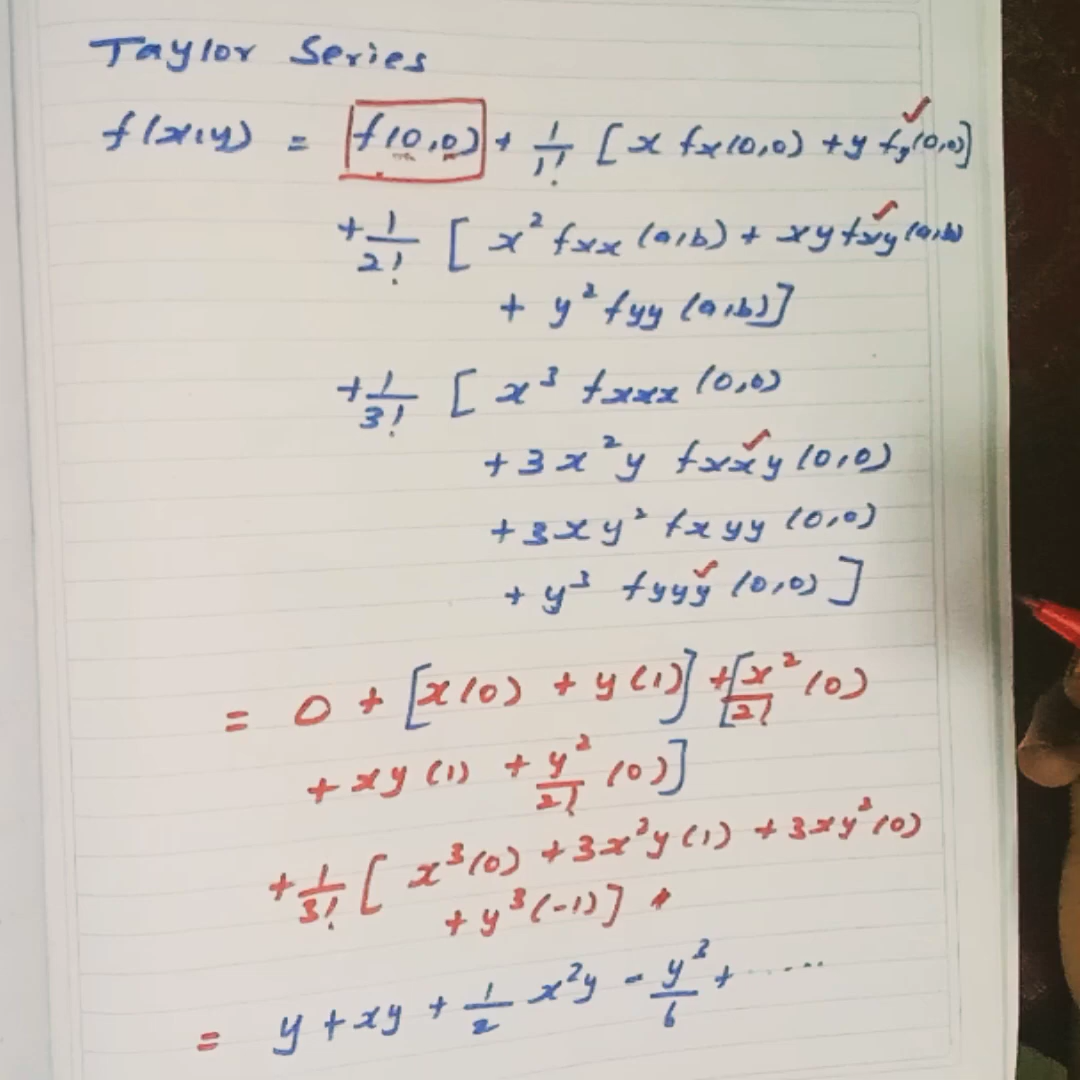 Taylor Series
f(x,y) = f(0,0) + 1/1! [x fx(0,0) + y fy(0,0)]
+ 1/2! [x² fxx (a,b) + xy fxy (a,b)
+ y² fyy (a,b)]
+ 1/3! [x³ fxxx (0,0)
+ 3x²y fxxy (0,0)
+ 3xy² fxyy (0,0)
+ y³ fyyy (0,0)]
= 0 + [x(0) + y(1)] + [x²/2! (0)
+ xy(1) + y²/2! (0)]
+ 1/3! [x³(0) + 3x²y(1) + 3xy²(0)
+ y³(-1)] +
= y + xy + 1/2 x²y - y³/6 + ......